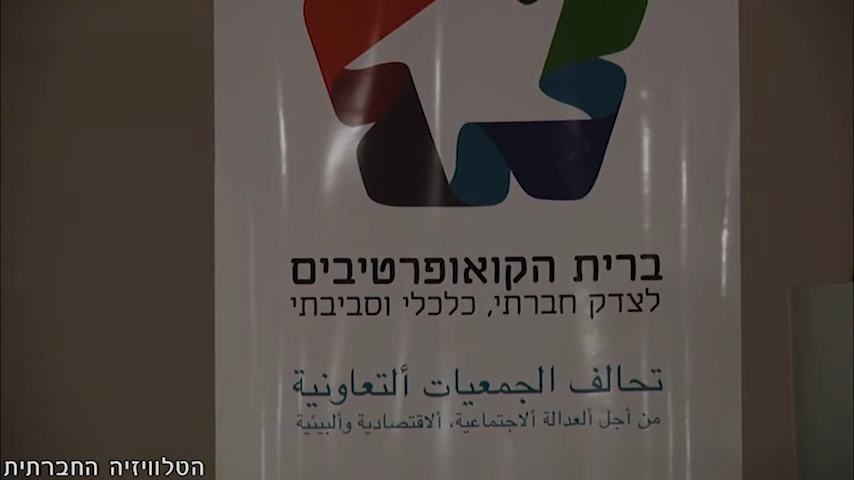 ברית הקואופרטיבים
לצדק חברתי, כלכלי וסביבתי
تحالف الجمعيات ألتعاونية
من أجل ألعدالة ألاجتماعية، ألاقتصادية وألبيئية
הטלוויזיה החברתית